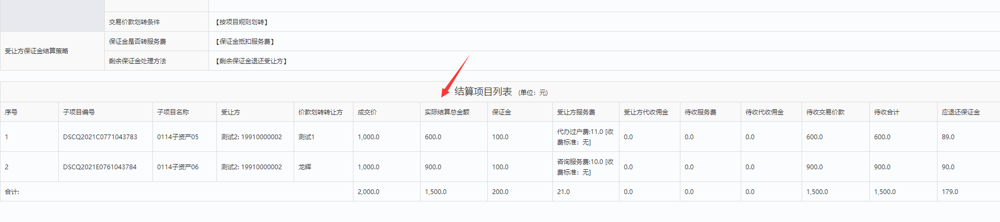 交易价款划转条件 【按项目规则划转】
受让方保证金结算策略 保证金是否转服务费 【保证金抵扣服务费】
剩余保证金处理方法 【剩余保证金退还受让方】
结算项目列表 (单位：元)
序号 子项目编号 子项目名称 受让方 价款划转转让方 成交价 实际结算总金额 保证金 受让方服务费 受让方代收佣金 待收服务费 待收代收佣金 待收交易价款 待收合计 应退还保证金
1 DSCQ2021C0771043783 0114子资产05 测试2: 19910000002 测试1 1,000.0 600.0 100.0 代办过户费:11.0 [收费标准：无] 0.0 0.0 0.0 600.0 600.0 89.0
2 DSCQ2021E0761043784 0114子资产06 测试2: 19910000002 龙辉 1,000.0 900.0 100.0 咨询服务费:10.0 [收费标准：无] 0.0 0.0 0.0 900.0 900.0 90.0
合计: 2,000.0 1,500.0 200.0 21.0 0.0 0.0 0.0 1,500.0 1,500.0 179.0